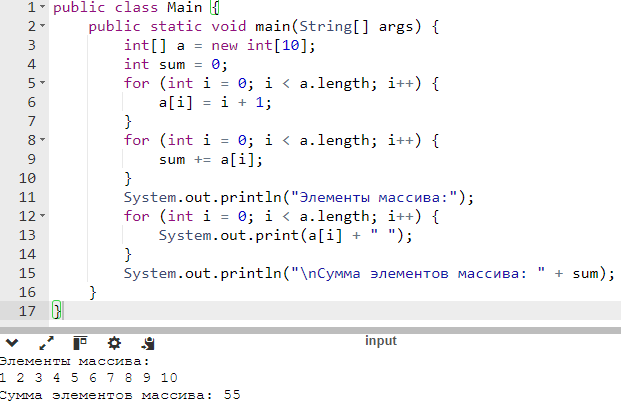 1 public class Main {
2 public static void main(String[] args) {
3 int[] a = new int[10];
4 int sum = 0;
5 for (int i = 0; i < a.length; i++) {
6 a[i] = i + 1;
7 }
8 for (int i = 0; i < a.length; i++) {
9 sum += a[i];
10 }
11 System.out.println("Элементы массива:");
12 for (int i = 0; i < a.length; i++) {
13 System.out.print(a[i] + " ");
14 }
15 System.out.println("\nСумма элементов массива: " + sum);
16 }
17 }
input
Элементы массива:
1 2 3 4 5 6 7 8 9 10
Сумма элементов массива: 55